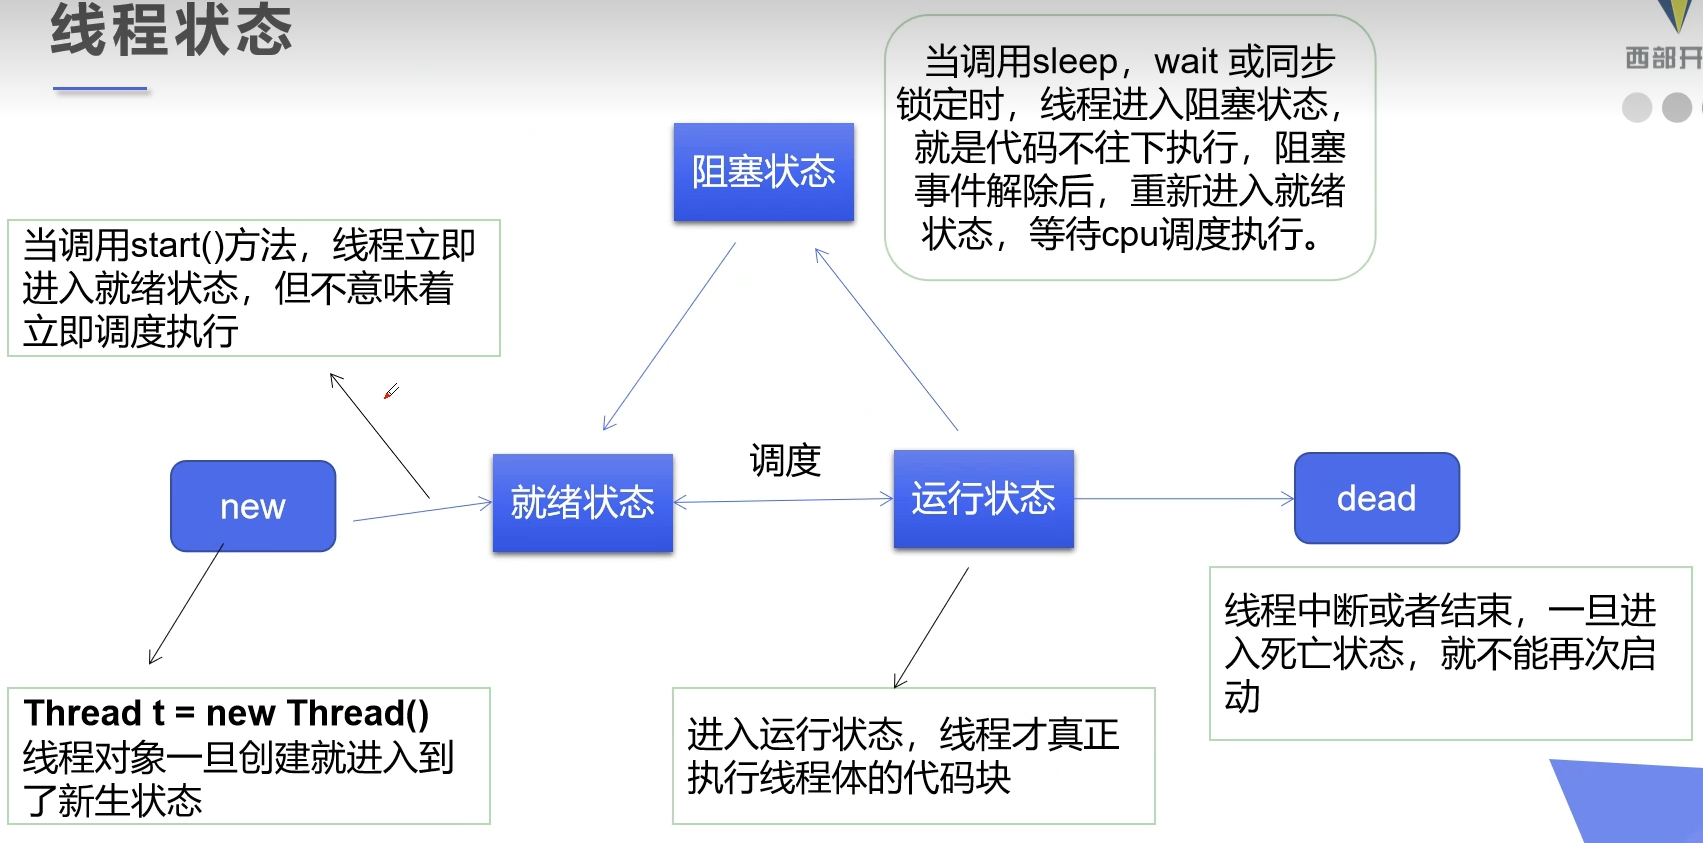 线程状态
当调用sleep，wait 或同步
锁定时，线程进入阻塞状态，
就是代码不往下执行，阻塞
事件解除后，重新进入就绪
状态，等待cpu调度执行。
西部开
阻塞状态
当调用start()方法，线程立即
进入就绪状态，但不意味着
立即调度执行
调度
new
就绪状态
运行状态
dead
线程中断或者结束，一旦进
入死亡状态，就不能再次启
动
Thread t = new Thread()
线程对象一旦创建就进入到
了新生状态
进入运行状态，线程才真正
执行线程体的代码块